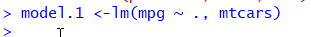 > model.1 <-lm(mpg ~ ., mtcars)
>